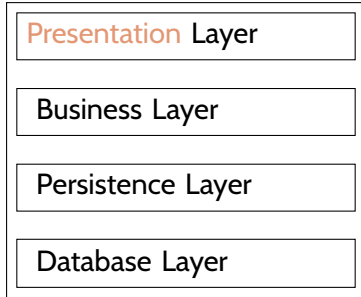 Presentation Layer
Business Layer
Persistence Layer
Database Layer